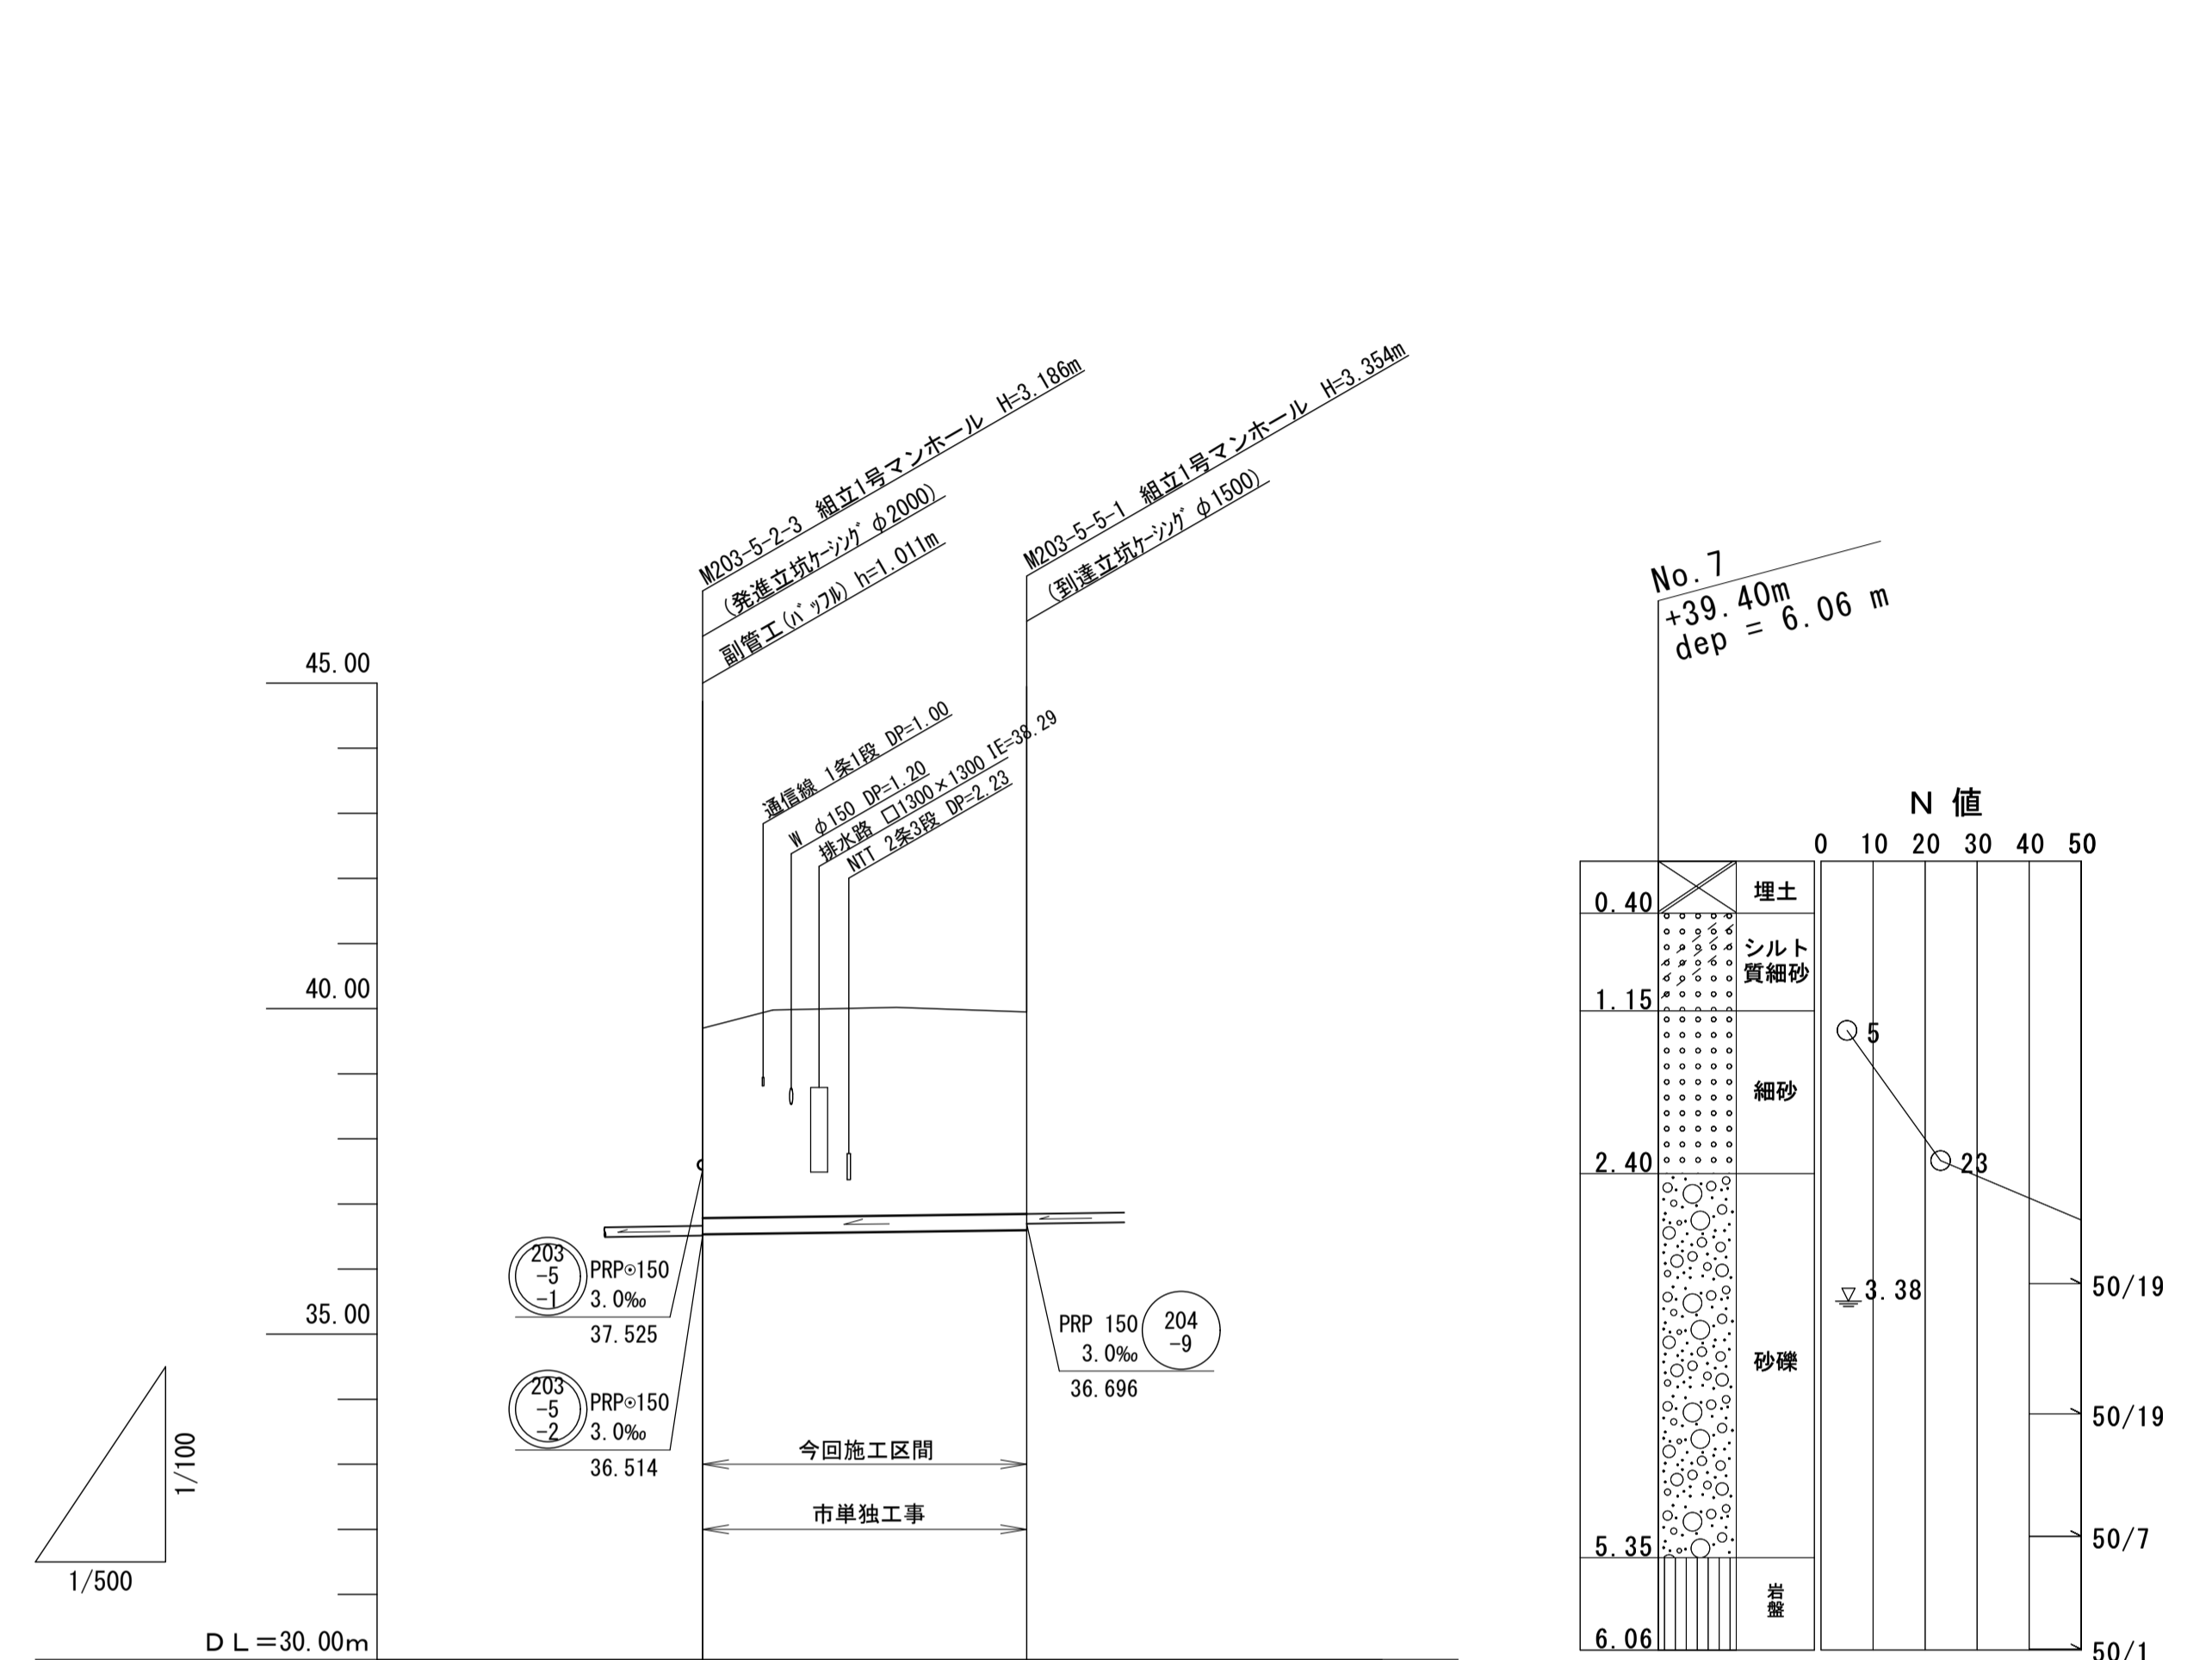 M203-5-2-3 組立1号マンホール H=3.186m
(発進立坑ｹｰｼﾝｸﾞ φ2000)
副管工(ﾊﾞｯﾌﾙ) h=1.011m
M203-5-5-1 組立1号マンホール H=3.354m
(到達立坑ｹｰｼﾝｸﾞ φ1500)
通信線 1条1段 DP=1.00
W φ150 DP=1.20
排水路 □1300×1300 IE=38.29
NTT 2条3段 DP=2.23
45.00
40.00
35.00
DL=30.00m
1/100
1/500
203
-5
-1
PRP⊙150
3.0‰
37.525
203
-5
-2
PRP⊙150
3.0‰
36.514
PRP 150
3.0‰
36.696
204
-9
今回施工区間
市単独工事
No.7
+39.40m
dep = 6.06 m
N 値
0 10 20 30 40 50
0.40
埋土
シルト
質細砂
1.15
5
細砂
2.40
23
3.38
50/19
砂礫
50/19
5.35
50/7
岩
盤
6.06
50/1